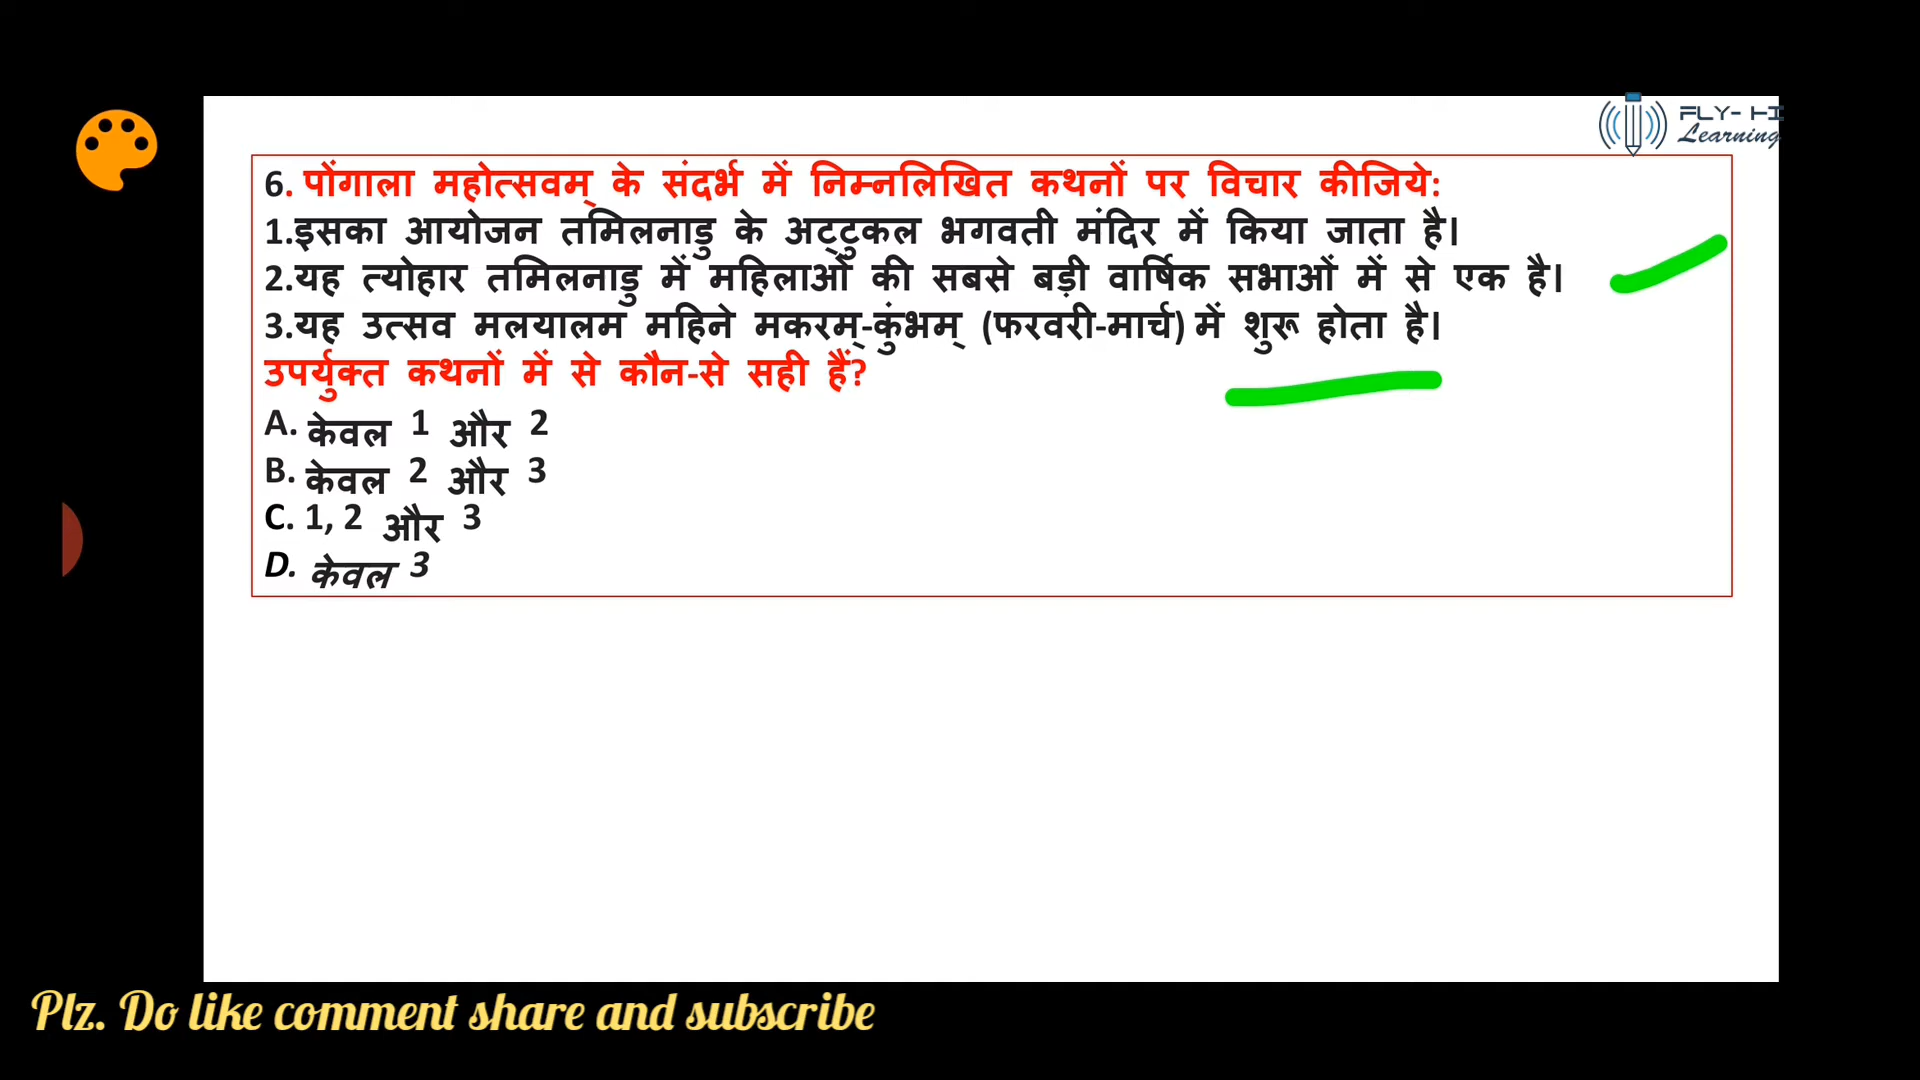 FLY-HI
Learning
6. पोंगाला महोत्सवम् के संदर्भ में निम्नलिखित कथनों पर विचार कीजिये:
1.इसका आयोजन तमिलनाडु के अट्टुकल भगवती मंदिर में किया जाता है।
2.यह त्योहार तमिलनाडु में महिलाओं की सबसे बड़ी वार्षिक सभाओं में से एक है।
3.यह उत्सव मलयालम महिने मकरम्-कुंभम् (फरवरी-मार्च) में शुरू होता है।
उपर्युक्त कथनों में से कौन-से सही हैं?
A. केवल 1 और 2
B. केवल 2 और 3
C. 1, 2 और 3
D. केवल 3
Plz. Do like comment share and subscribe